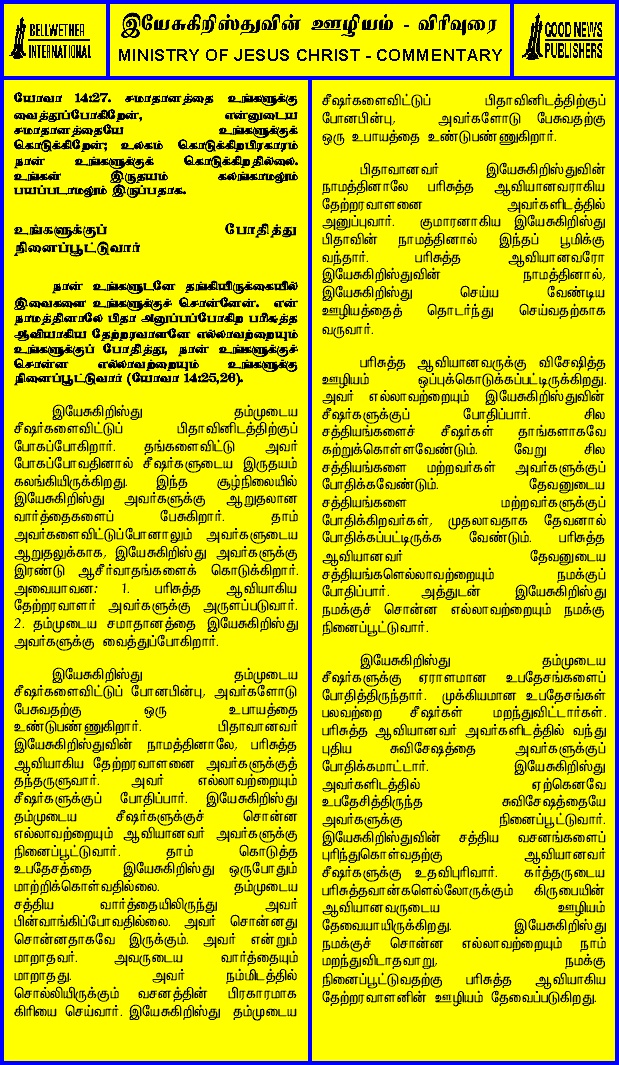 BELLWETHER
INTERNATIONAL
இயேசுகிறிஸ்துவின் ஊழியம் - விரிவுரை
MINISTRY OF JESUS CHRIST - COMMENTARY
GOOD NEWS
PUBLISHERS
யோவா 14:27. சமாதானத்தை உங்களுக்கு
வைத்துப்போகிறேன், என்னுடைய
சமாதானத்தையே உங்களுக்குக்
கொடுக்கிறேன்; உலகம் கொடுக்கிறபிரகாரம்
நான் உங்களுக்குக் கொடுக்கிறதில்லை.
உங்கள் இருதயம் கலங்காமலும்
பயப்படாமலும் இருப்பதாக.
உங்களுக்குப் போதித்து
நினைப்பூட்டுவார்
நான் உங்களுடனே தங்கியிருக்கையில்
இவைகளை உங்களுக்குச் சொன்னேன். என்
நாமத்தினாலே பிதா அனுப்பப்போகிற பரிசுத்த
ஆவியாகிய தேற்றரவாளனே எல்லாவற்றையும்
உங்களுக்குப் போதித்து, நான் உங்களுக்குச்
சொன்ன எல்லாவற்றையும் உங்களுக்கு
நினைப்பூட்டுவார் (யோவா 14:25,26).
இயேசுகிறிஸ்து தம்முடைய
சீஷர்களைவிட்டுப் பிதாவினிடத்திற்குப்
போகப்போகிறார். தங்களைவிட்டு அவர்
போகப்போவதினால் சீஷர்களுடைய இருதயம்
கலங்கியிருக்கிறது. இந்த சூழ்நிலையில்
இயேசுகிறிஸ்து அவர்களுக்கு ஆறுதலான
வார்த்தைகளைப் பேசுகிறார். தாம்
அவர்களைவிட்டுப்போனாலும் அவர்களுடைய
ஆறுதலுக்காக, இயேசுகிறிஸ்து அவர்களுக்கு
இரண்டு ஆசீர்வாதங்களைக் கொடுக்கிறார்.
அவையாவன: 1. பரிசுத்த ஆவியாகிய
தேற்றரவாளர் அவர்களுக்கு அருளப்படுவார்.
2. தம்முடைய சமாதானத்தை இயேசுகிறிஸ்து
அவர்களுக்கு வைத்துப்போகிறார்.
இயேசுகிறிஸ்து தம்முடைய
சீஷர்களைவிட்டுப் போனபின்பு, அவர்களோடு
பேசுவதற்கு ஒரு உபாயத்தை
உண்டுபண்ணுகிறார். பிதாவானவர்
இயேசுகிறிஸ்துவின் நாமத்தினாலே, பரிசுத்த
ஆவியாகிய தேற்றரவாளனை அவர்களுக்குத்
தந்தருளுவார். அவர் எல்லாவற்றையும்
சீஷர்களுக்குப் போதிப்பார். இயேசுகிறிஸ்து
தம்முடைய சீஷர்களுக்குச் சொன்ன
எல்லாவற்றையும் ஆவியானவர் அவர்களுக்கு
நினைப்பூட்டுவார். தாம் கொடுத்த
உபதேசத்தை இயேசுகிறிஸ்து ஒருபோதும்
மாற்றிக்கொள்வதில்லை. தம்முடைய
சத்திய வார்த்தையிலிருந்து அவர்
பின்வாங்கிப்போவதில்லை. அவர் சொன்னது
சொன்னதாகவே இருக்கும். அவர் என்றும்
மாறாதவர். அவருடைய வார்த்தையும்
மாறாதது. அவர் நம்மிடத்தில்
சொல்லியிருக்கும் வசனத்தின் பிரகாரமாக
கிரியை செய்வார். இயேசுகிறிஸ்து தம்முடைய
சீஷர்களைவிட்டுப் பிதாவினிடத்திற்குப்
போனபின்பு, அவர்களோடு பேசுவதற்கு
ஒரு உபாயத்தை உண்டுபண்ணுகிறார்.
பிதாவானவர் இயேசுகிறிஸ்துவின்
நாமத்தினாலே பரிசுத்த ஆவியானவராகிய
தேற்றரவாளனை அவர்களிடத்தில்
அனுப்புவார். குமாரனாகிய இயேசுகிறிஸ்து
பிதாவின் நாமத்தினால் இந்தப் பூமிக்கு
வந்தார். பரிசுத்த ஆவியானவரோ
இயேசுகிறிஸ்துவின் நாமத்தினால்,
இயேசுகிறிஸ்து செய்ய வேண்டிய
ஊழியத்தைத் தொடர்ந்து செய்வதற்காக
வருவார்.
பரிசுத்த ஆவியானவருக்கு விசேஷித்த
ஊழியம் ஒப்புக்கொடுக்கப்பட்டிருக்கிறது.
அவர் எல்லாவற்றையும் இயேசுகிறிஸ்துவின்
சீஷர்களுக்குப் போதிப்பார். சில
சத்தியங்களைச் சீஷர்கள் தாங்களாகவே
கற்றுக்கொள்ளவேண்டும். வேறு சில
சத்தியங்களை மற்றவர்கள் அவர்களுக்குப்
போதிக்கவேண்டும். தேவனுடைய
சத்தியங்களை மற்றவர்களுக்குப்
போதிக்கிறவர்கள், முதலாவதாக தேவனால்
போதிக்கப்பட்டிருக்க வேண்டும். பரிசுத்த
ஆவியானவர் தேவனுடைய
சத்தியங்களெல்லாவற்றையும் நமக்குப்
போதிப்பார். அத்துடன் இயேசுகிறிஸ்து
நமக்குச் சொன்ன எல்லாவற்றையும் நமக்கு
நினைப்பூட்டுவார்.
இயேசுகிறிஸ்து தம்முடைய
சீஷர்களுக்கு ஏராளமான உபதேசங்களைப்
போதித்திருந்தார். முக்கியமான உபதேசங்கள்
பலவற்றை சீஷர்கள் மறந்துவிட்டார்கள்.
பரிசுத்த ஆவியானவர் அவர்களிடத்தில் வந்து
புதிய சுவிசேஷத்தை அவர்களுக்குப்
போதிக்கமாட்டார். இயேசுகிறிஸ்து
அவர்களிடத்தில் ஏற்கெனவே
உபதேசித்திருந்த சுவிசேஷத்தையே
அவர்களுக்கு நினைப்பூட்டுவார்.
இயேசுகிறிஸ்துவின் சத்திய வசனங்களைப்
புரிந்துகொள்வதற்கு ஆவியானவர்
சீஷர்களுக்கு உதவிபுரிவார். கர்த்தருடைய
பரிசுத்தவான்களெல்லோருக்கும் கிருபையின்
ஆவியானவருடைய ஊழியம்
தேவையாயிருக்கிறது. இயேசுகிறிஸ்து
நமக்குச் சொன்ன எல்லாவற்றையும் நாம்
மறந்துவிடாதவாறு, நமக்கு
நினைப்பூட்டுவதற்கு பரிசுத்த ஆவியாகிய
தேற்றரவாளனின் ஊழியம் தேவைப்படுகிறது.